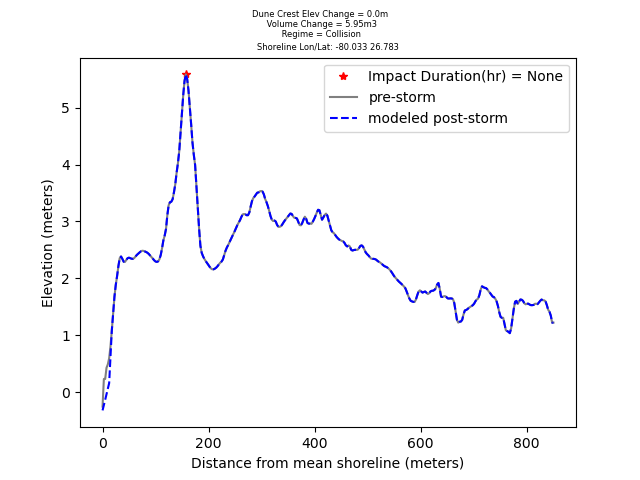 Dune Crest Elev Change = 0.0m
Volume Change = 5.95m3
Regime = Collision
Shoreline Lon/Lat: -80.033 26.783
Impact Duration(hr) = None
pre-storm
modeled post-storm
Elevation (meters)
5
4
3
2
1
0
0 200 400 600 800
Distance from mean shoreline (meters)